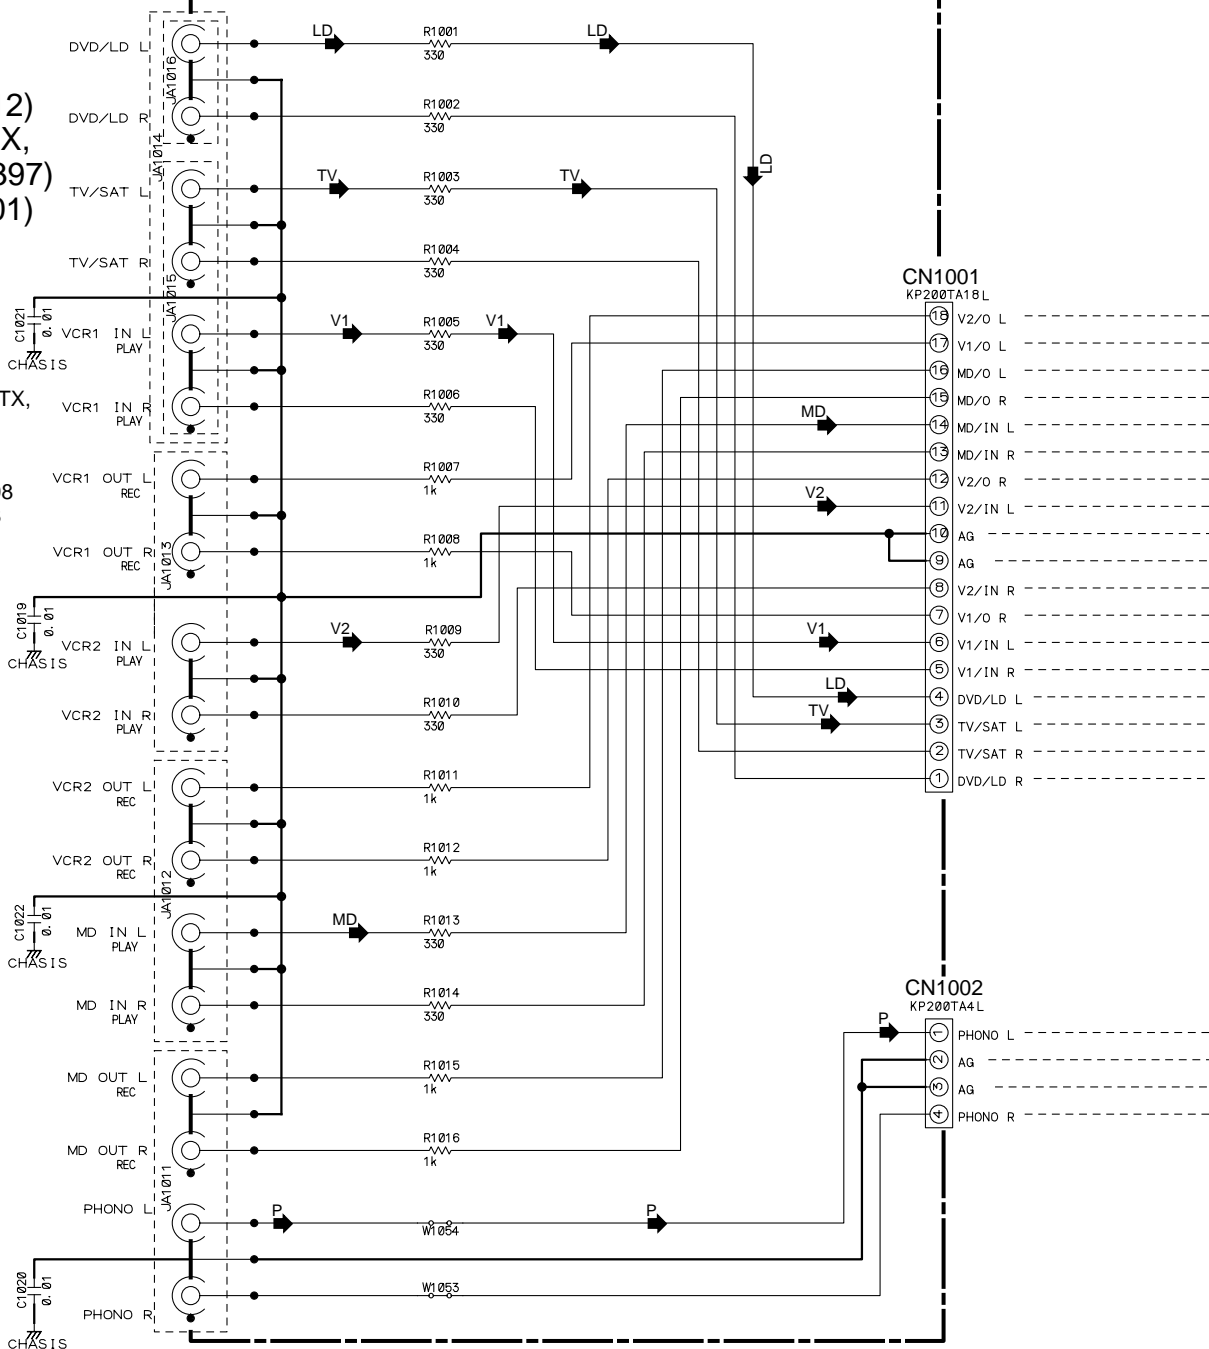 LD
R1001
LD
DVD/LD L
330
JA1016
2)
R1002
DVD/LD R
330
X,
JA1014
LD
397)
TV
R1003
TV
TV/SAT L
330
01)
R1004
TV/SAT R
330
CN1001
KP200TA18L
JA1015
C1021
0.01
V1
R1005
V1
18 V2/O L
VCR1 IN L
PLAY
330
17 V1/O L
CHASIS
16 MD/O L
TX,
R1006
15 MD/O R
VCR1 IN R
PLAY
330
MD
14 MD/IN L
13 MD/IN R
R1007
VCR1 OUT L
REC
1k
12 V2/O R
98
V2
11 V2/IN L
10 AG
R1008
VCR1 OUT R
REC
1k
JA1013
9 AG
8 V2/IN R
C1019
0.01
7 V1/O R
V2
R1009
V1
6 V1/IN L
VCR2 IN L
PLAY
330
CHASIS
5 V1/IN R
LD
4 DVD/LD L
R1010
VCR2 IN R
PLAY
330
TV
3 TV/SAT L
2 TV/SAT R
R1011
1 DVD/LD R
VCR2 OUT L
REC
1k
R1012
VCR2 OUT R
REC
1k
JA1012
C1022
0.01
MD
R1013
MD IN L
PLAY
330
CHASIS
CN1002
R1014
KP200TA4L
MD IN R
PLAY
330
P
1 PHONO L
2 AG
R1015
MD OUT L
REC
1k
3 AG
4 PHONO R
R1016
MD OUT R
REC
1k
JA1011
PHONO L
P
P
W1054
C1020
0.01
W1053
PHONO R
CHASIS